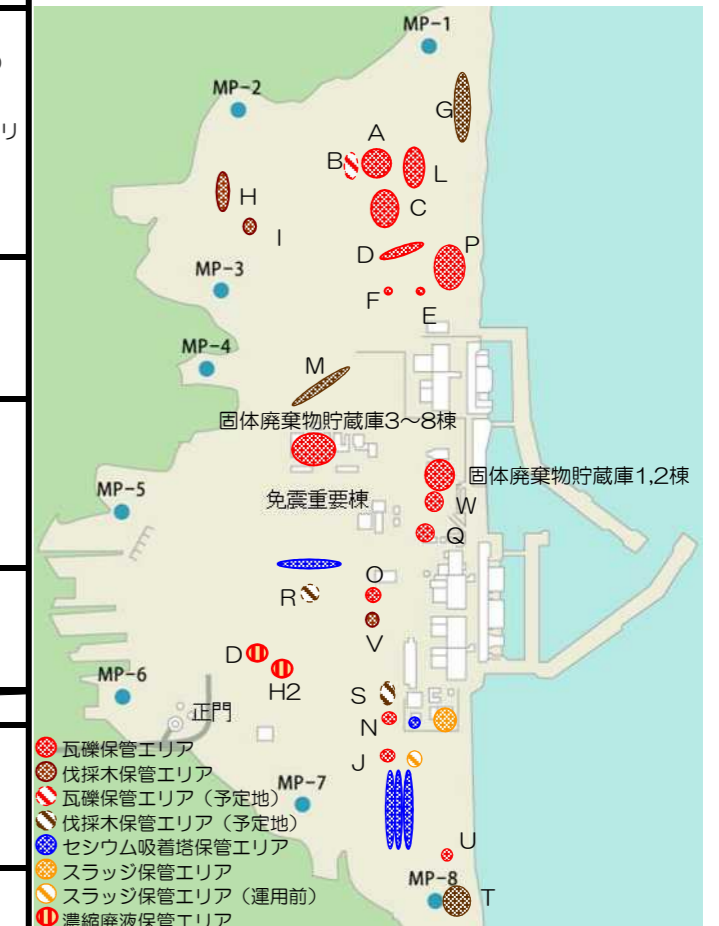 MP-1
リ
MP-2
G
A
B
L
H
C
I
D
P
MP-3
F
E
MP-4
M
固体廃棄物貯蔵庫3～8棟
固体廃棄物貯蔵庫1,2棟
MP-5
免震重要棟
W
Q
O
R
V
D
H2
MP-6
S
正門
N
瓦礫保管エリア
J
伐採木保管エリア
MP-7
瓦礫保管エリア（予定地）
伐採木保管エリア（予定地）
セシウム吸着塔保管エリア
U
スラッジ保管エリア
MP-8
スラッジ保管エリア（運用前）
T
濃縮廃液保管エリア